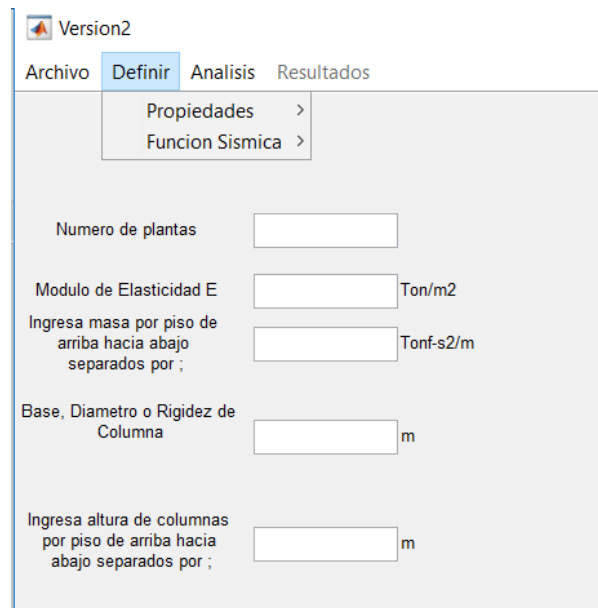 Version2
Archivo Definir Analisis Resultados
Propiedades >
Funcion Sismica >
Numero de plantas
Modulo de Elasticidad E Ton/m2
Ingresa masa por piso de
arriba hacia abajo Tonf-s2/m
separados por ;
Base, Diametro o Rigidez de
Columna m
Ingresa altura de columnas
por piso de arriba hacia m
abajo separados por ;